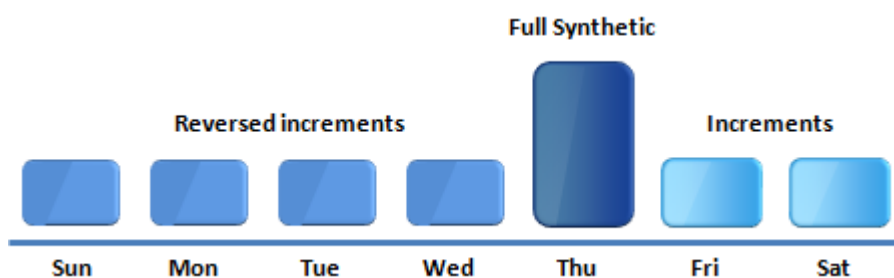 Full Synthetic
Reversed increments
Increments
Sun Mon Tue Wed Thu Fri Sat